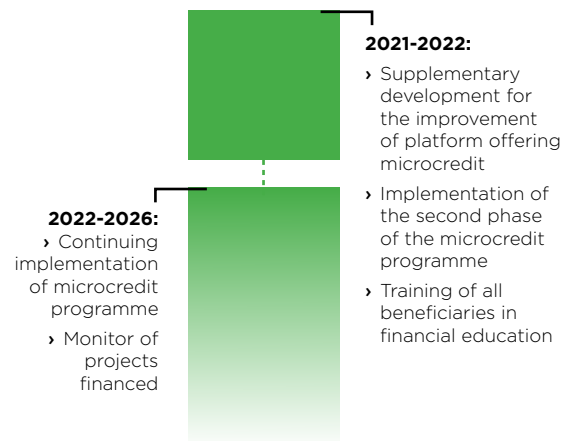 2021-2022:
› Supplementary
development for
the improvement
of platform offering
microcredit
› Implementation of
the second phase
of the microcredit
programme
› Training of all
beneficiaries in
financial education
2022-2026:
› Continuing
implementation
of microcredit
programme
› Monitor of
projects
financed